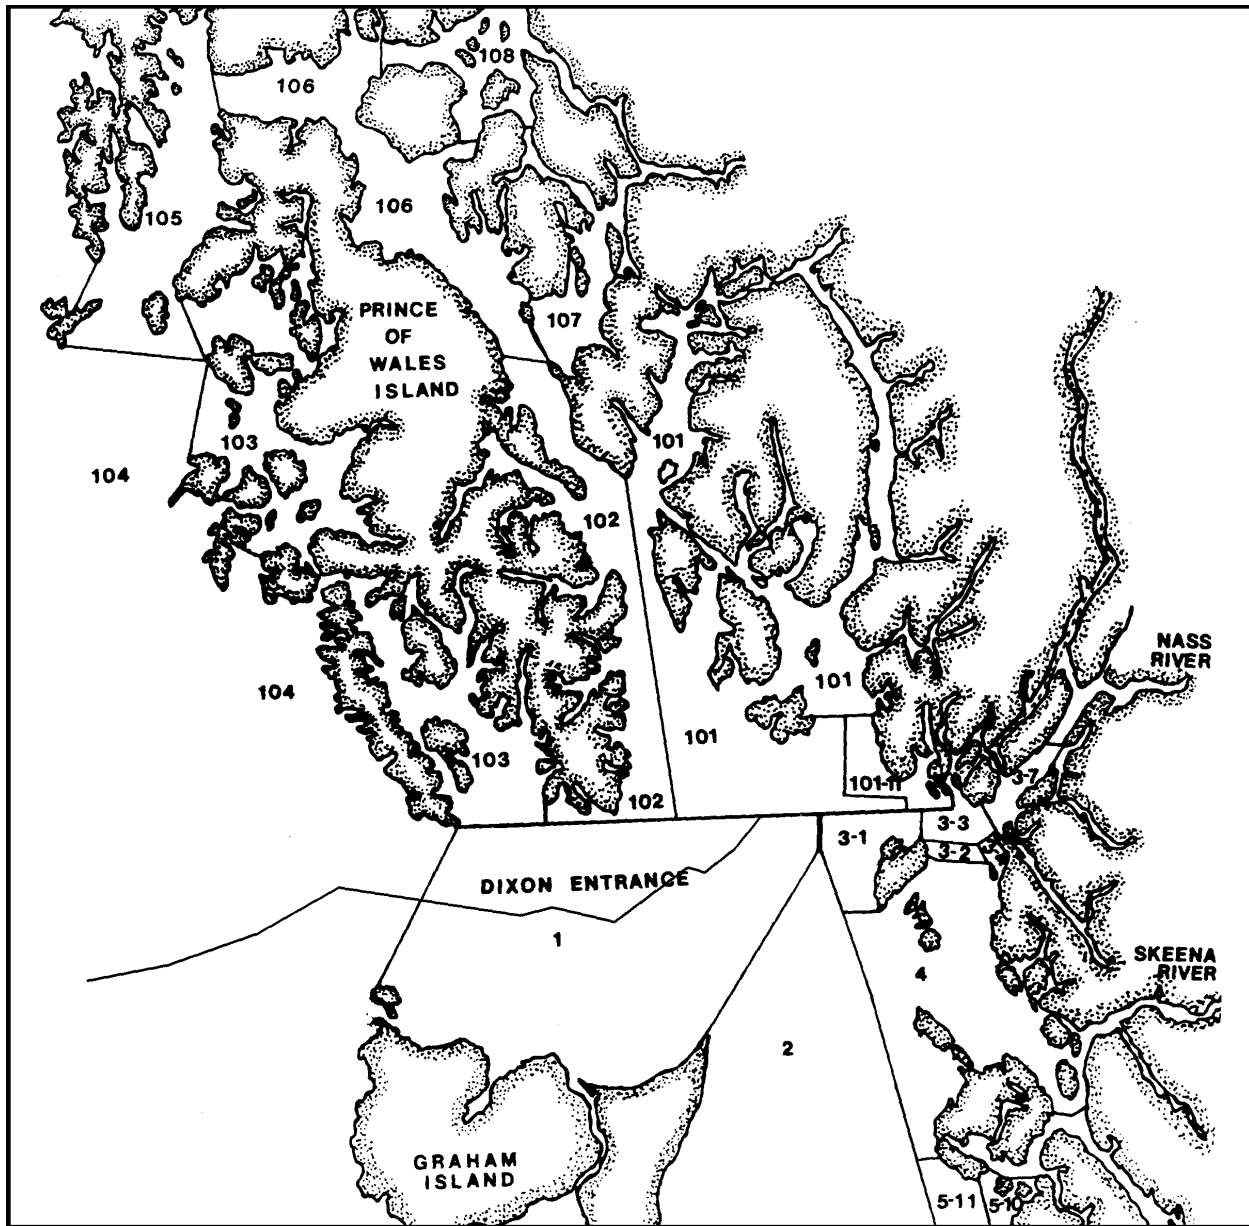 108
106
106
105
PRINCE
OF
WALES
ISLAND
107
103
101
104
102
NASS
RIVER
104
101
101
103
3-7
101-11
102
3-1
3-3
3-2
DIXON ENTRANCE
1
SKEENA
RIVER
4
2
GRAHAM
ISLAND
5-11
5-10